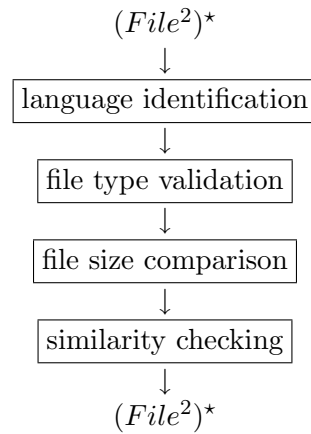 (File²)⋆
↓
language identification
↓
file type validation
↓
file size comparison
↓
similarity checking
↓
(File²)⋆